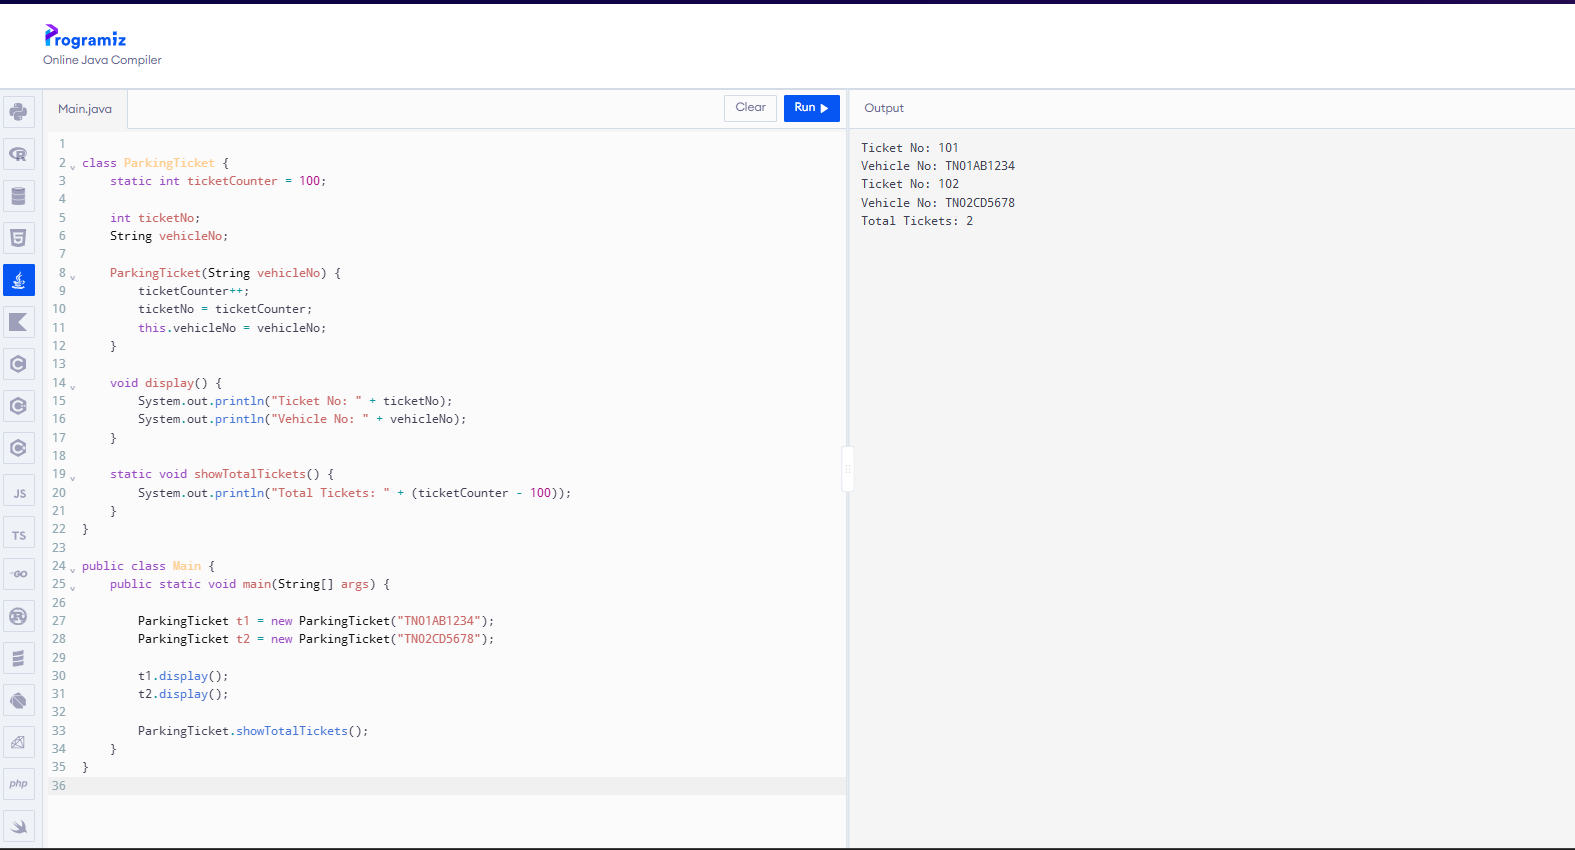 Programiz
Online Java Compiler
Main.java
Clear
Run
Output
1
2 class ParkingTicket {
3     static int ticketCounter = 100;
4
5     int ticketNo;
6     String vehicleNo;
7
8     ParkingTicket(String vehicleNo) {
9         ticketCounter++;
10         ticketNo = ticketCounter;
11         this.vehicleNo = vehicleNo;
12     }
13
14     void display() {
15         System.out.println("Ticket No: " + ticketNo);
16         System.out.println("Vehicle No: " + vehicleNo);
17     }
18
19     static void showTotalTickets() {
20         System.out.println("Total Tickets: " + (ticketCounter - 100));
21     }
22 }
23
24 public class Main {
25     public static void main(String[] args) {
26
27         ParkingTicket t1 = new ParkingTicket("TN01AB1234");
28         ParkingTicket t2 = new ParkingTicket("TN02CD5678");
29
30         t1.display();
31         t2.display();
32
33         ParkingTicket.showTotalTickets();
34     }
35 }
36
Ticket No: 101
Vehicle No: TN01AB1234
Ticket No: 102
Vehicle No: TN02CD5678
Total Tickets: 2
JS
TS
GO
php